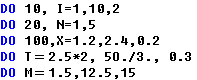 DO 10, I=1,10,2
DO 20, N=1,5
DO 100,X=1.2,2.4,0.2
DO T=2.5*2, 5O./3., 0.3
DO M=1.5,12.5,15